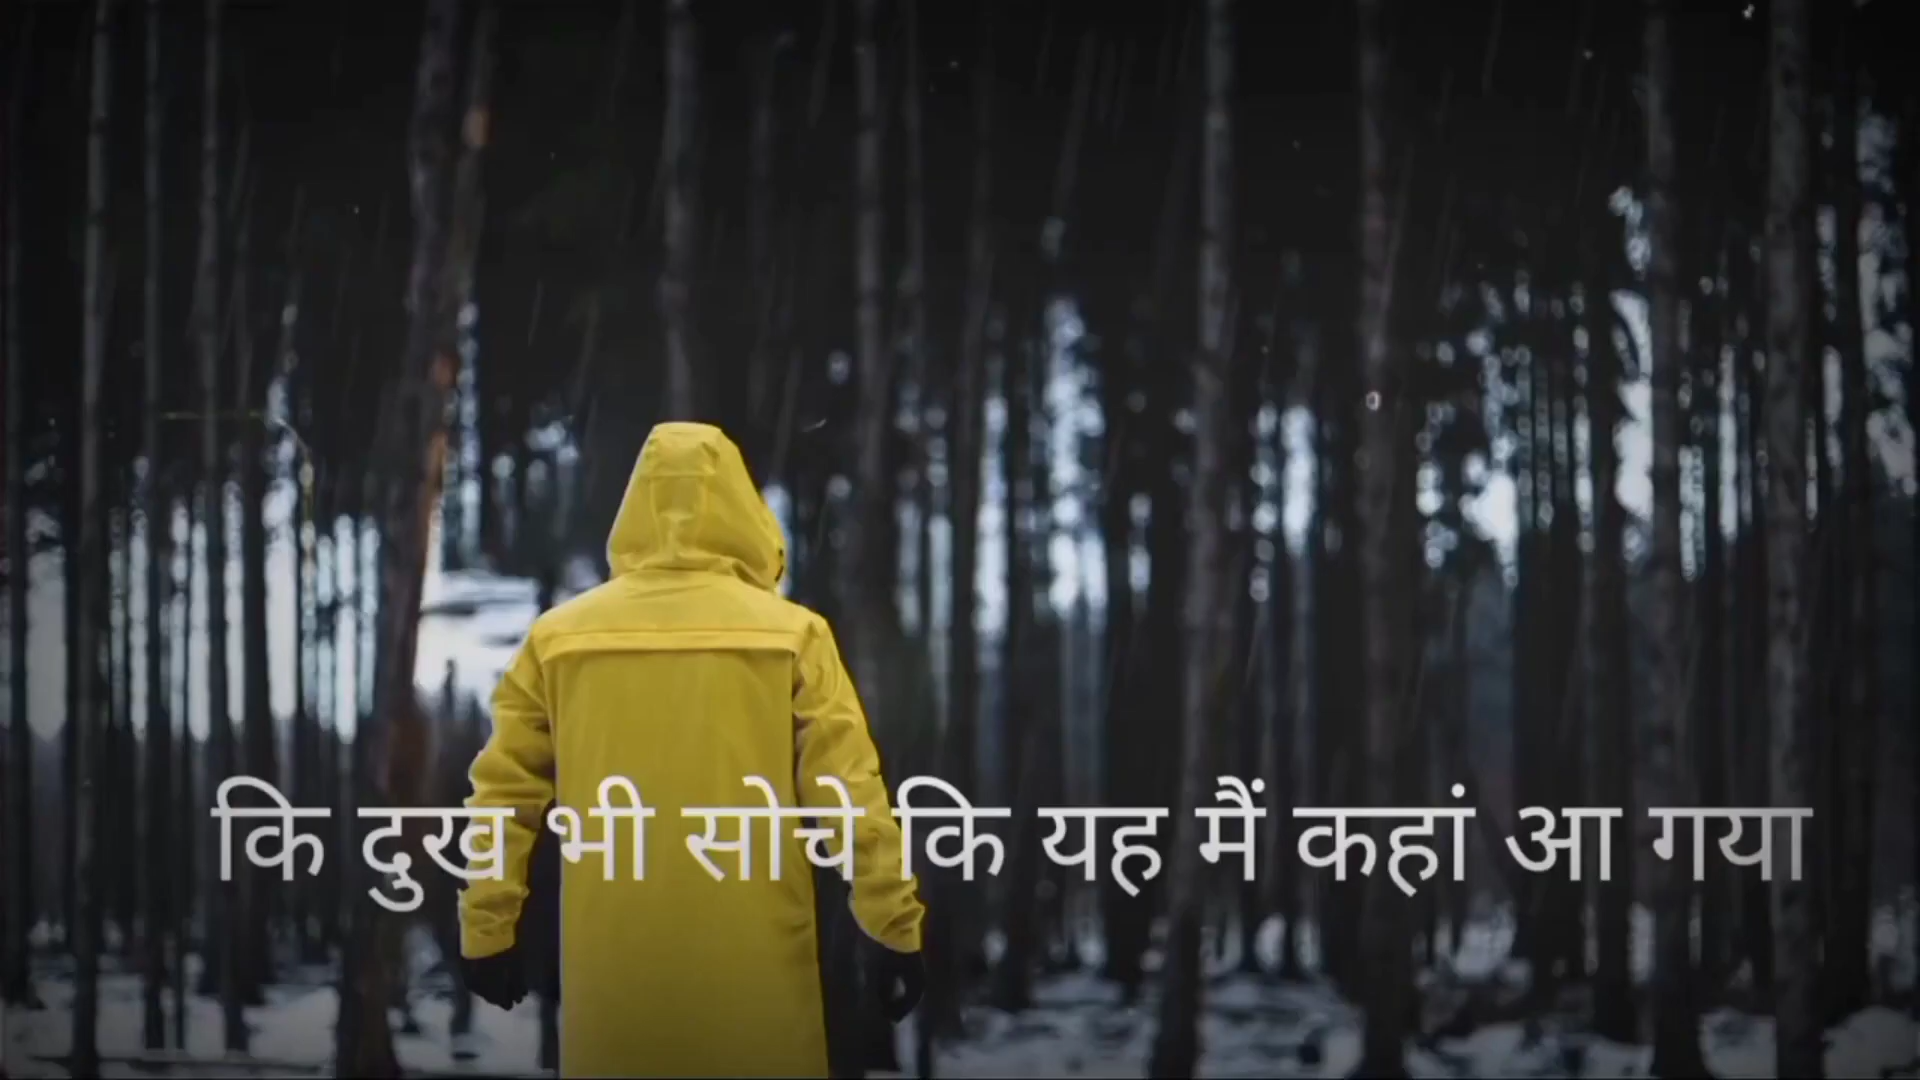 कि दुख भी सोचे कि यह मैं कहां आ गया